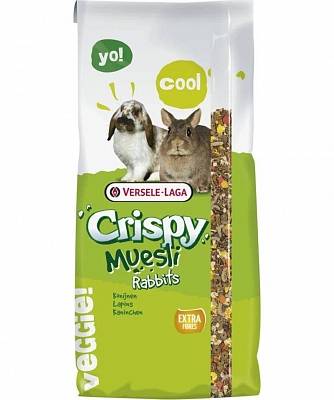 yo!
cool
VERSELE-LAGA
Crispy
Muesli
Rabbits
Konijnen
Lapins
Kaninchen
EXTRA
FIBRES
veggie!